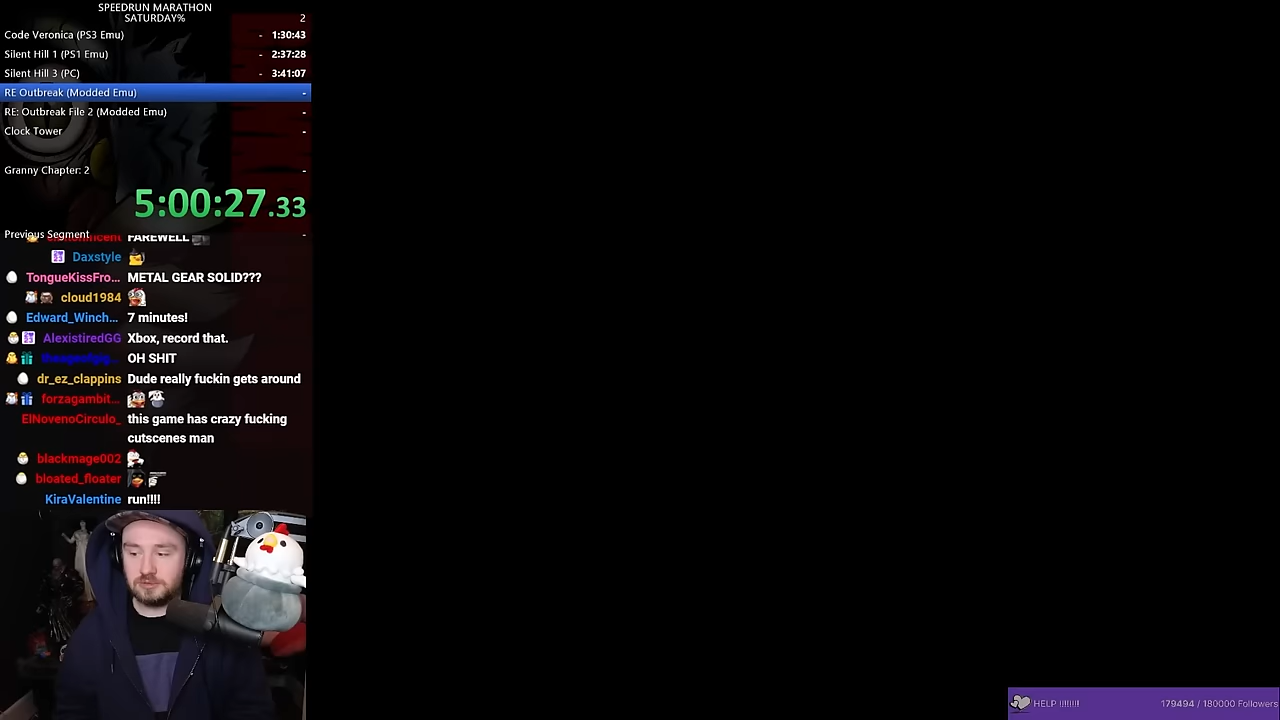 SPEEDRUN MARATHON
SATURDAY%
2
Code Veronica (PS3 Emu) - 1:30:43
Silent Hill 1 (PS1 Emu) - 2:37:28
Silent Hill 3 (PC) - 3:41:07
RE Outbreak (Modded Emu) -
RE: Outbreak File 2 (Modded Emu) -
Clock Tower -
Granny Chapter: 2 -
5:00:27.33
Previous Segment -
FAREWELL
Daxstyle
TongueKissFro... METAL GEAR SOLID???
cloud1984
Edward_Winch... 7 minutes!
AlexistiredGG Xbox, record that.
OH SHIT
dr_ez_clappins Dude really fuckin gets around
forzagambit...
ElNovenoCirculo_ this game has crazy fucking
cutscenes man
blackmage002
bloated_floater
KiraValentine run!!!!
HELP !!!!!!! 179494 / 180000 Followers